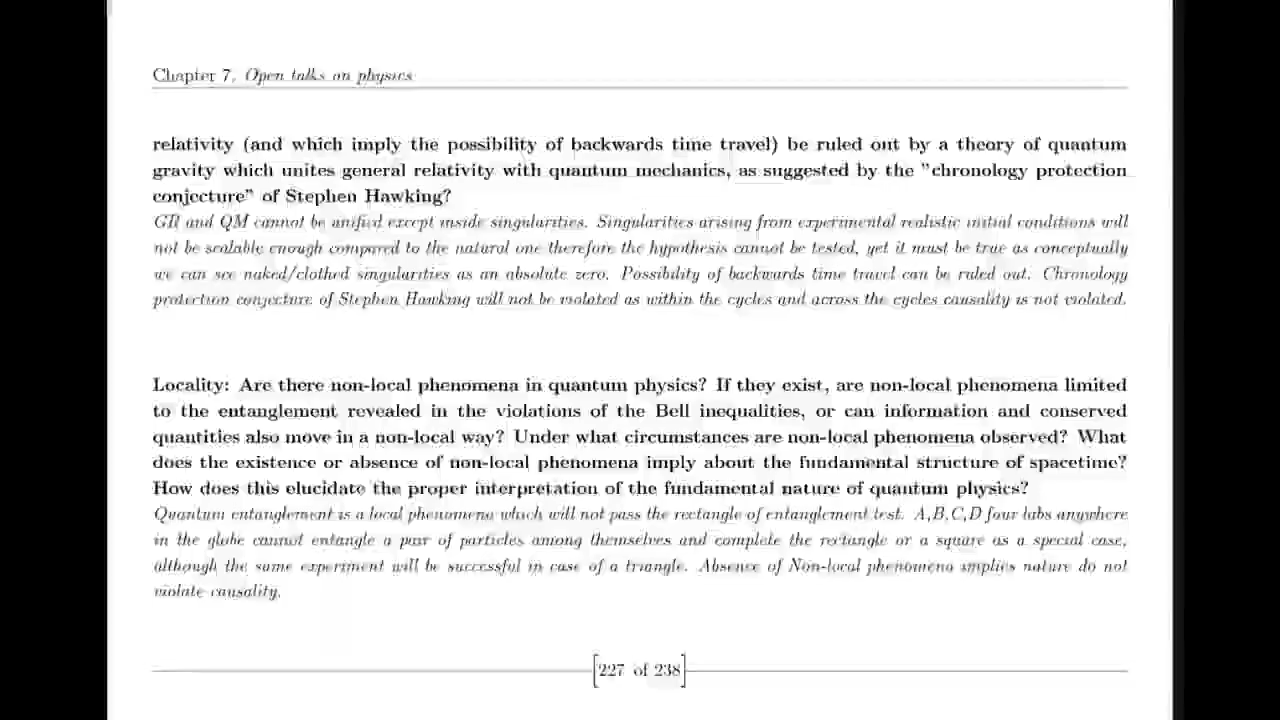 Chapter 7. Open talks on physics
relativity (and which imply the possibility of backwards time travel) be ruled out by a theory of quantum
gravity which unites general relativity with quantum mechanics, as suggested by the "chronology protection
conjecture" of Stephen Hawking?
GR and QM cannot be unified except inside singularities. Singularities arising from experimental realistic initial conditions will
not be scalable enough compared to the natural one therefore the hypothesis cannot be tested, yet it must be true as conceptually
we can see naked/clothed singularities as an absolute zero. Possibility of backwards time travel can be ruled out. Chronology
protection conjecture of Stephen Hawking will not be violated as within the cycles and across the cycles causality is not violated.
Locality: Are there non-local phenomena in quantum physics? If they exist, are non-local phenomena limited
to the entanglement revealed in the violations of the Bell inequalities, or can information and conserved
quantities also move in a non-local way? Under what circumstances are non-local phenomena observed? What
does the existence or absence of non-local phenomena imply about the fundamental structure of spacetime?
How does this elucidate the proper interpretation of the fundamental nature of quantum physics?
Quantum entanglement is a local phenomena which will not pass the rectangle of entanglement test. A,B,C,D four labs anywhere
in the globe cannot entangle a pair of particles among themselves and complete the rectangle or a square as a special case,
although the same experiment will be successful in case of a triangle. Absence of Non-local phenomena implies nature do not
violate causality.
227 of 238